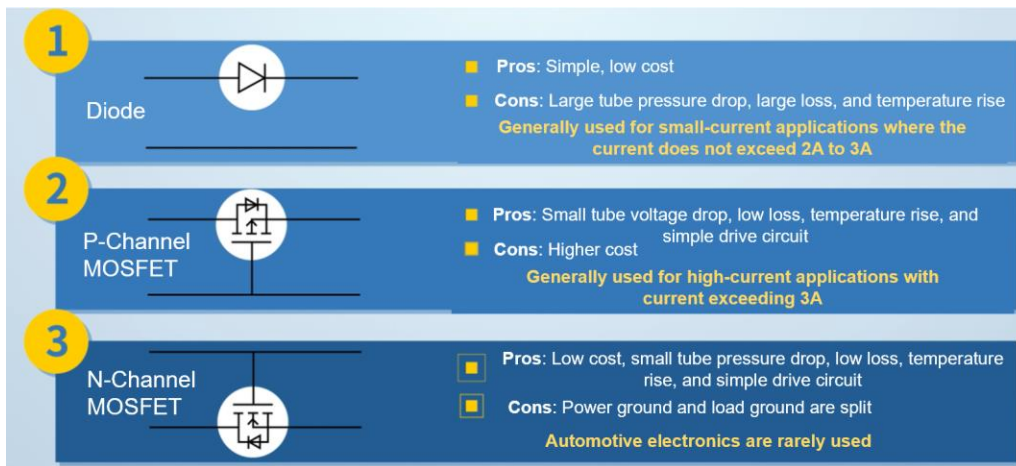 1
Diode
Pros: Simple, low cost
Cons: Large tube pressure drop, large loss, and temperature rise
Generally used for small-current applications where the
current does not exceed 2A to 3A
2
P-Channel
MOSFET
Pros: Small tube voltage drop, low loss, temperature rise, and
simple drive circuit
Cons: Higher cost
Generally used for high-current applications with
current exceeding 3A
3
N-Channel
MOSFET
Pros: Low cost, small tube pressure drop, low loss, temperature
rise, and simple drive circuit
Cons: Power ground and load ground are split
Automotive electronics are rarely used